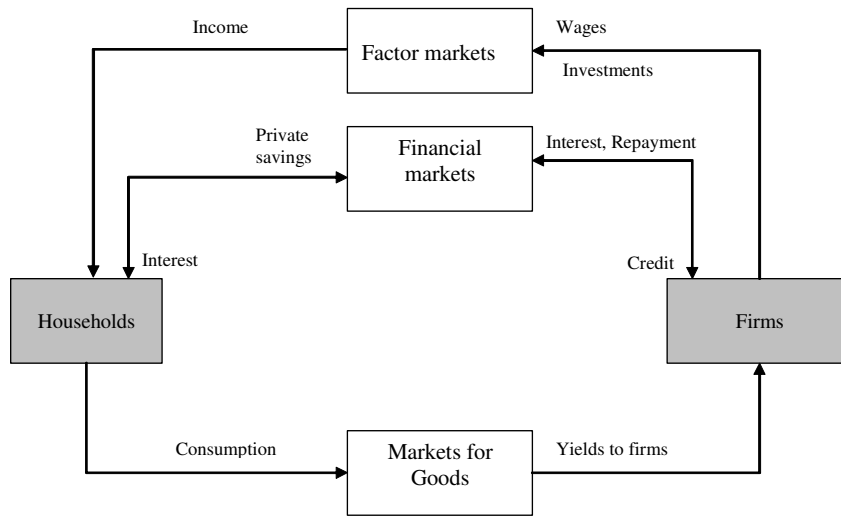 Income
Wages
Factor markets
Investments
Private
savings
Financial
markets
Interest, Repayment
Interest
Credit
Households
Firms
Consumption
Markets for
Goods
Yields to firms